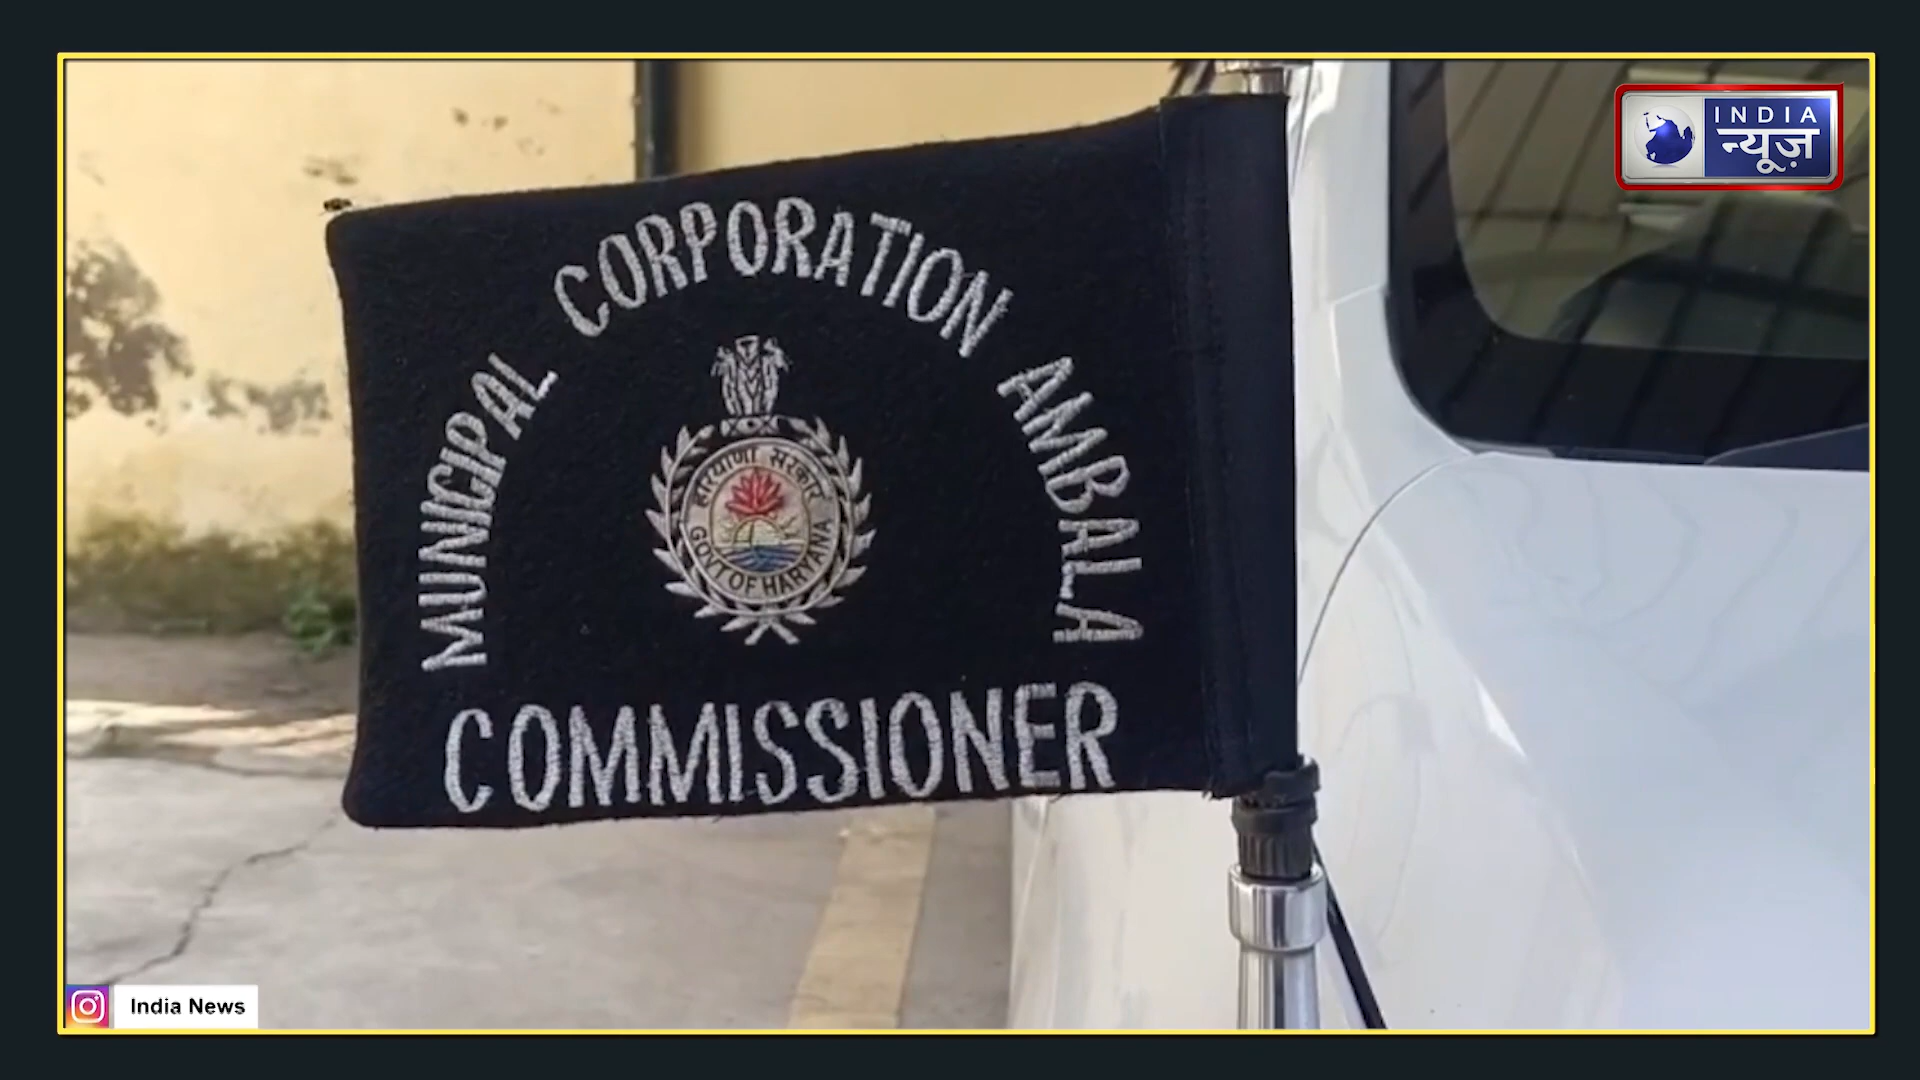 INDIA
न्यूज़
MUNICIPAL CORPORATION AMBALA
हरियाणा सरकार
GOVT OF HARYANA
COMMISSIONER
India News